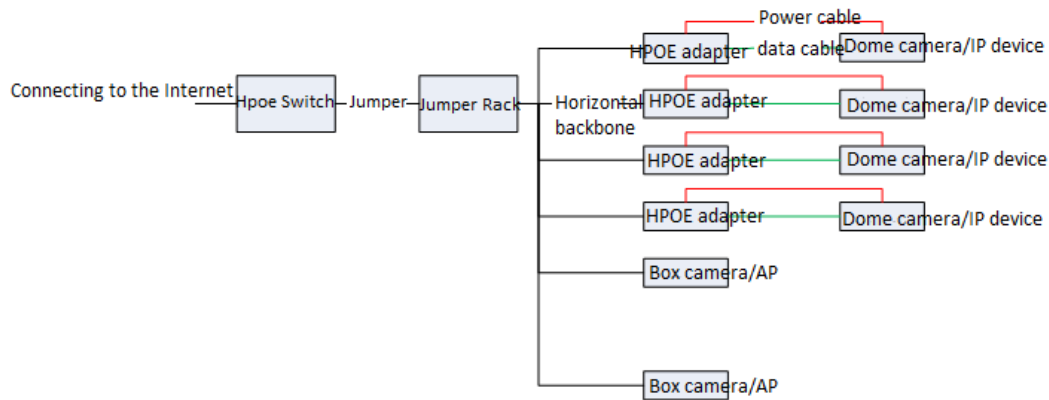 Power cable
HPOE adapter
data cable
Dome camera/IP device
Connecting to the Internet
Hpoe Switch
Jumper
Jumper Rack
Horizontal
backbone
HPOE adapter
Dome camera/IP device
HPOE adapter
Dome camera/IP device
HPOE adapter
Dome camera/IP device
Box camera/AP
Box camera/AP